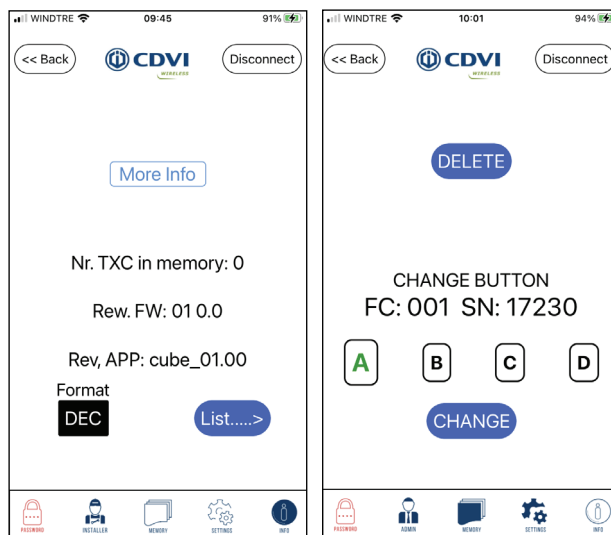 WINDTRE 09:45 91%
<< Back CDVI Disconnect
WIRELESS
More Info
Nr. TXC in memory: 0
Rew. FW: 01 0.0
Rev, APP: cube_01.00
Format
DEC List.....>
PASSWORD INSTALLER MEMORY SETTINGS INFO
WINDTRE 10:01 94%
<< Back CDVI Disconnect
WIRELESS
DELETE
CHANGE BUTTON
FC: 001 SN: 17230
A B C D
CHANGE
PASSWORD ADMIN MEMORY SETTINGS INFO